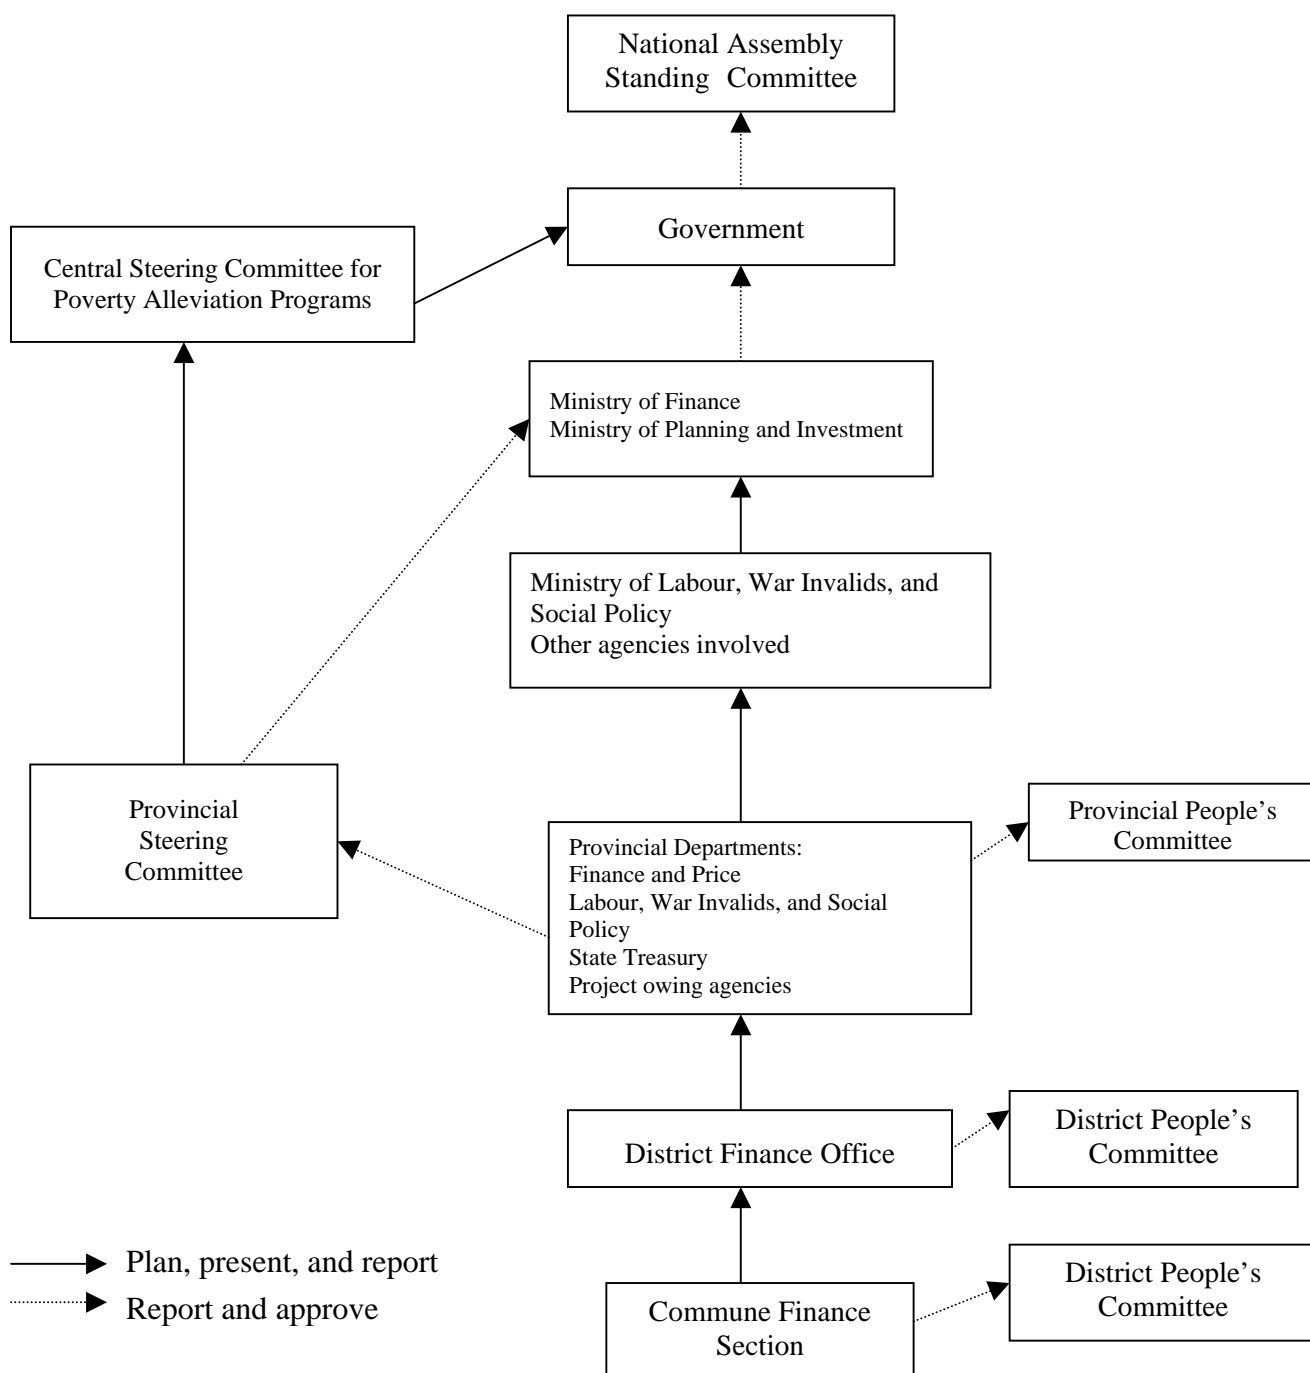 National Assembly
Standing Committee
Government
Central Steering Committee for
Poverty Alleviation Programs
Ministry of Finance
Ministry of Planning and Investment
Ministry of Labour, War Invalids, and
Social Policy
Other agencies involved
Provincial
Steering
Committee
Provincial Departments:
Finance and Price
Labour, War Invalids, and Social
Policy
State Treasury
Project owing agencies
Provincial People’s
Committee
District Finance Office
District People’s
Committee
Plan, present, and report
Report and approve
Commune Finance
Section
District People’s
Committee